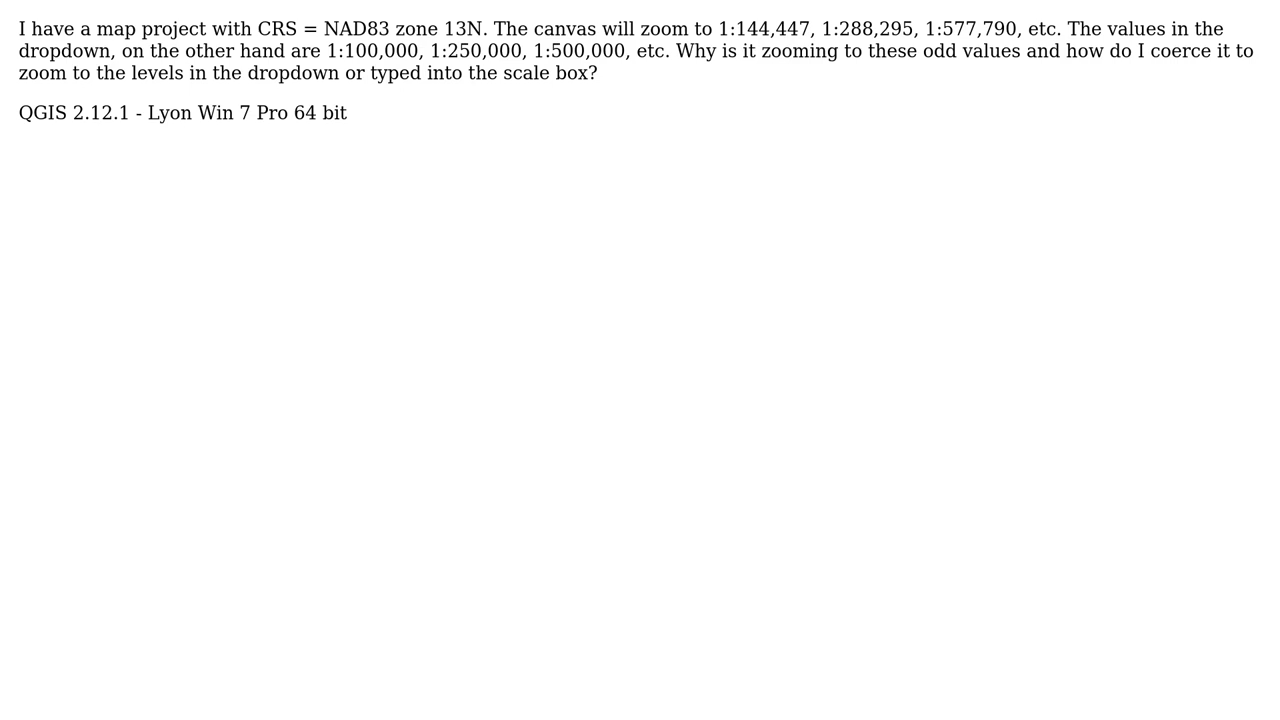 I have a map project with CRS = NAD83 zone 13N. The canvas will zoom to 1:144,447, 1:288,295, 1:577,790, etc. The values in the
dropdown, on the other hand are 1:100,000, 1:250,000, 1:500,000, etc. Why is it zooming to these odd values and how do I coerce it to
zoom to the levels in the dropdown or typed into the scale box?
QGIS 2.12.1 - Lyon Win 7 Pro 64 bit